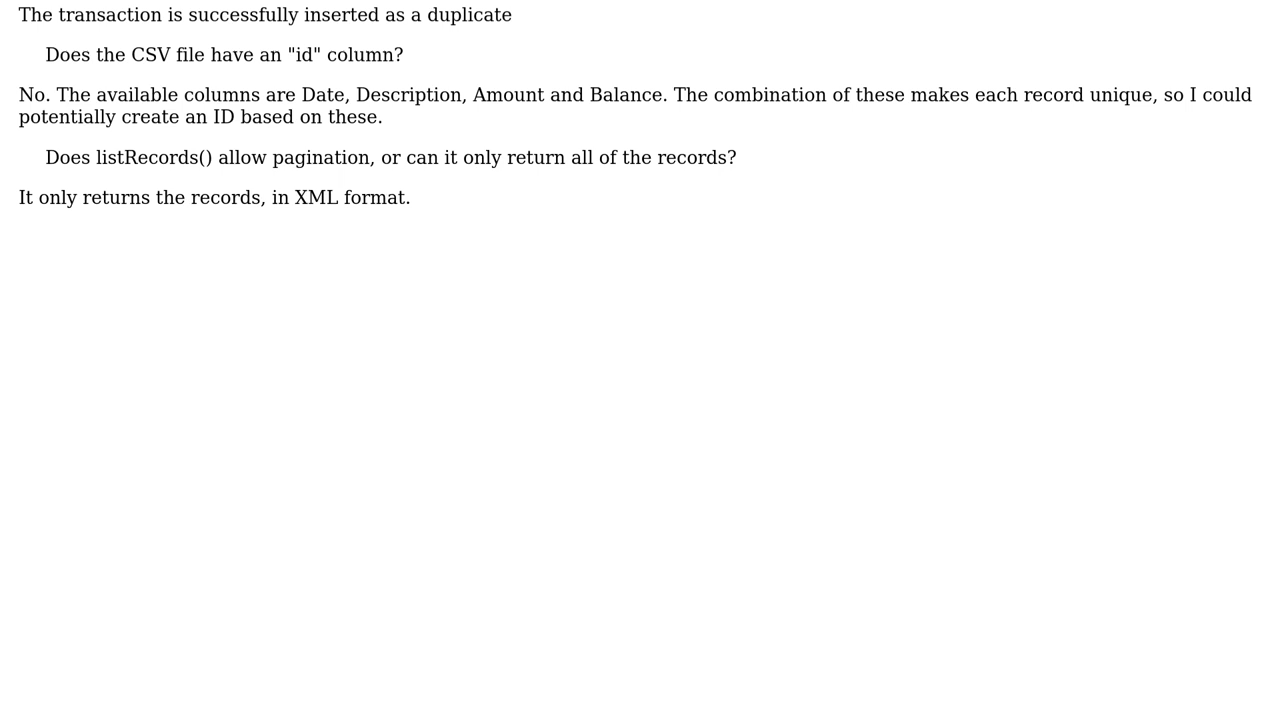 The transaction is successfully inserted as a duplicate
Does the CSV file have an "id" column?
No. The available columns are Date, Description, Amount and Balance. The combination of these makes each record unique, so I could
potentially create an ID based on these.
Does listRecords() allow pagination, or can it only return all of the records?
It only returns the records, in XML format.